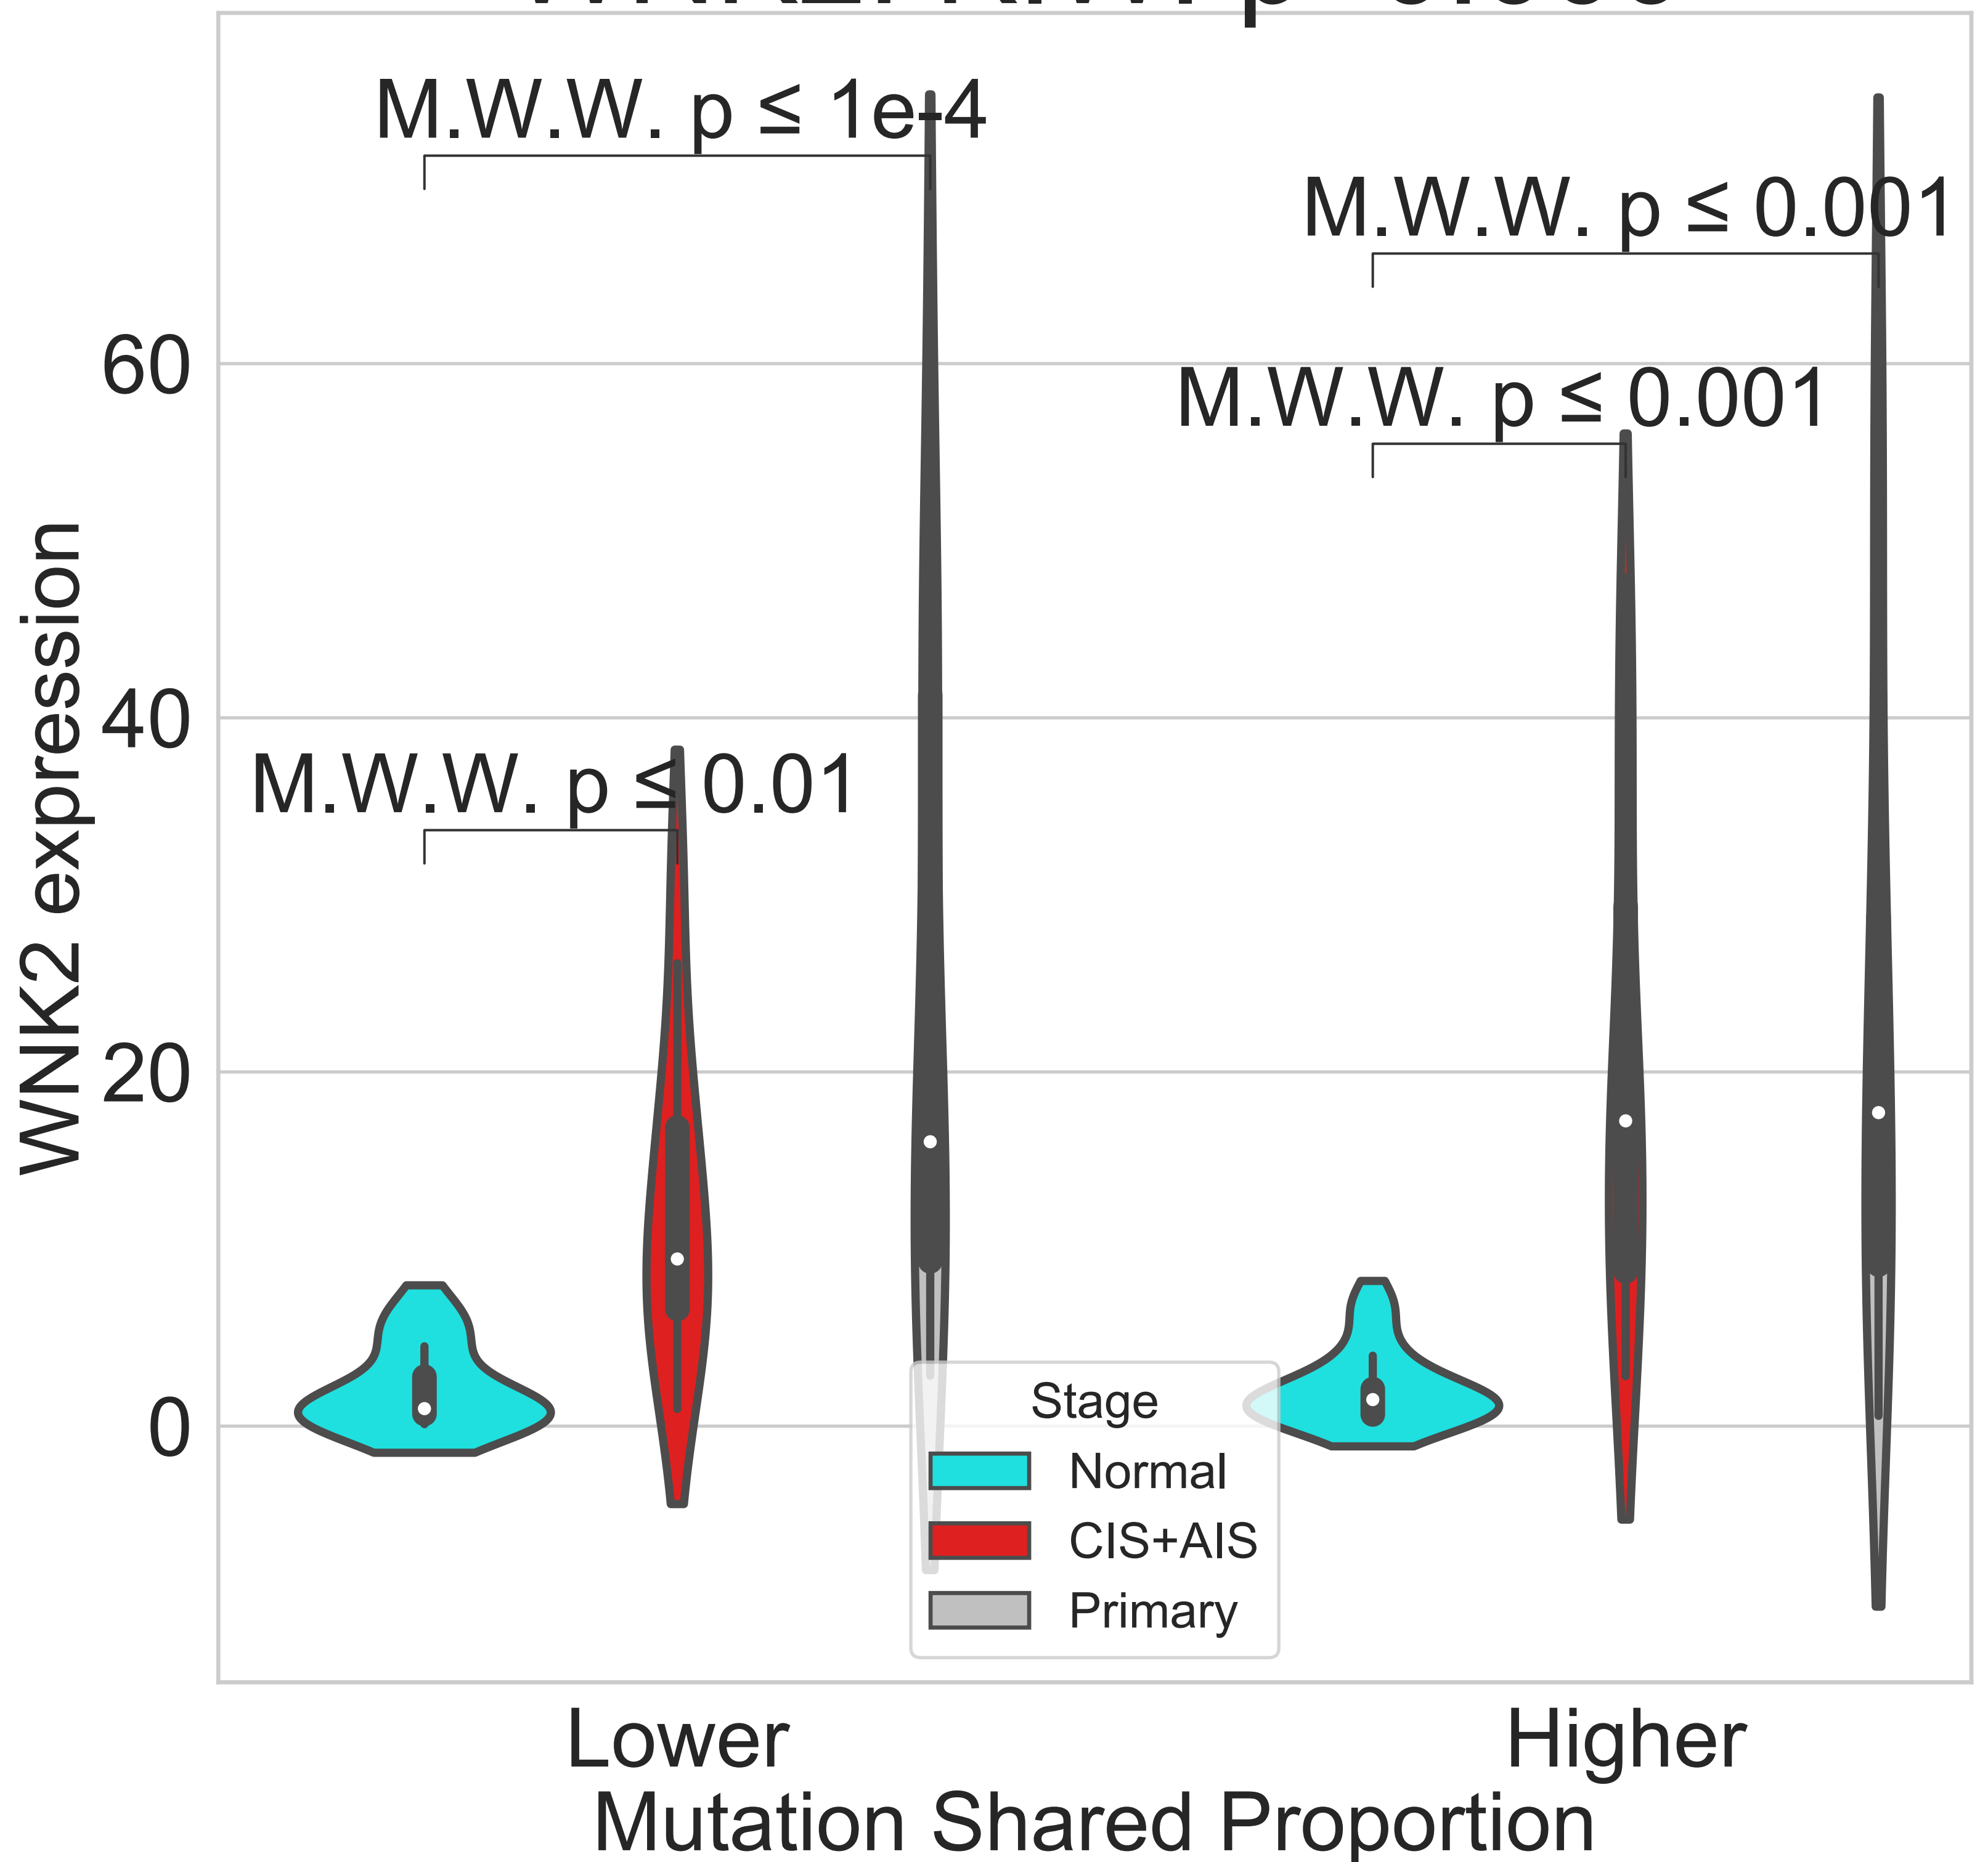 M.W.W. p ≤ 1e-4
M.W.W. p ≤ 0.001
60
M.W.W. p ≤ 0.001
40
M.W.W. p ≤ 0.01
WNK2 expression
20
0
Stage
Normal
CIS+AIS
Primary
Lower
Higher
Mutation Shared Proportion